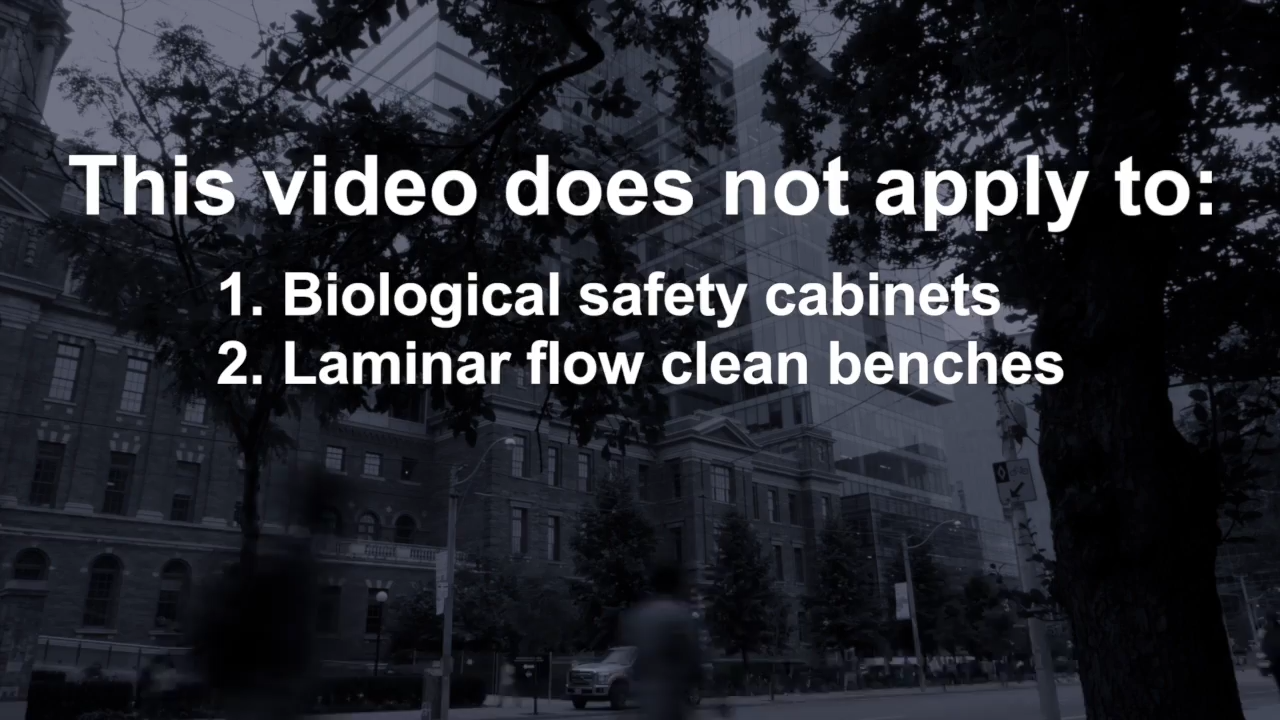 This video does not apply to:
1. Biological safety cabinets
2. Laminar flow clean benches